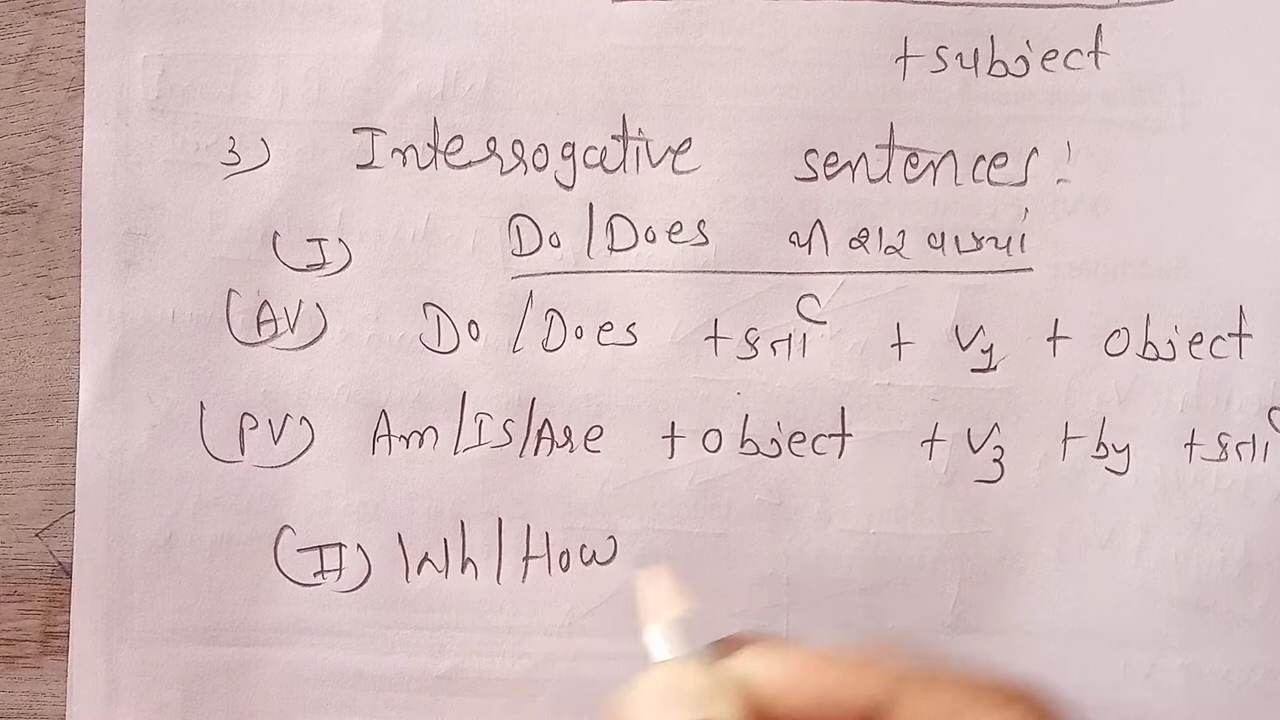 + subject
3) Interrogative sentences:
(I) Do/Does થી શરૂ થતા વાક્યો
(AV) Do/Does + કર્તા + V1 + object
(PV) Am/Is/Are + object + V3 + by + કર્તા
(II) Wh/How